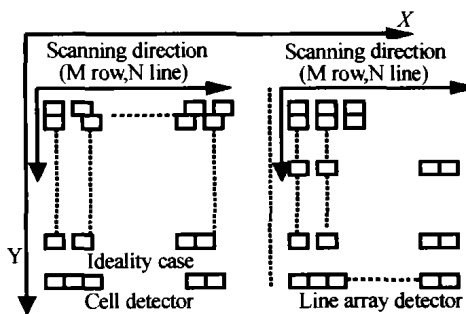 X
Scanning direction
(M row,N line)
Scanning direction
(M row,N line)
Y
Ideality case
Cell detector
Line array detector